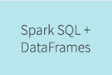 Spark SQL +
DataFrames